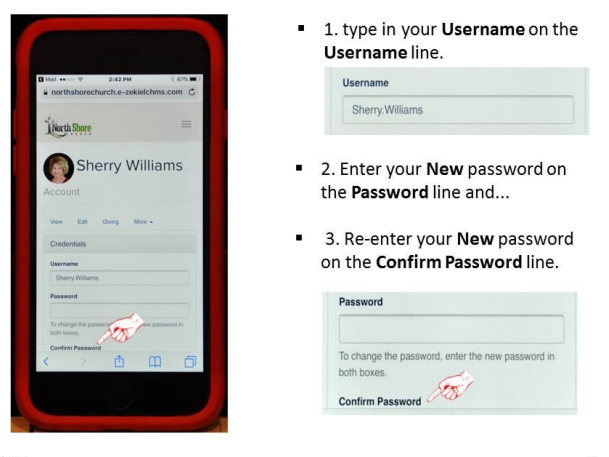 Mail 2:42 PM 67%
northshorechurch.e-zekielchms.com
North Shore
Sherry Williams
Account
View Edit Giving More
Credentials
Username
Sherry.Williams
Password
To change the password in
both boxes.
Confirm Password
▪ 1. type in your Username on the
Username line.
Username
Sherry.Williams
▪ 2. Enter your New password on
the Password line and...
▪ 3. Re-enter your New password
on the Confirm Password line.
Password
To change the password, enter the new password in
both boxes.
Confirm Password